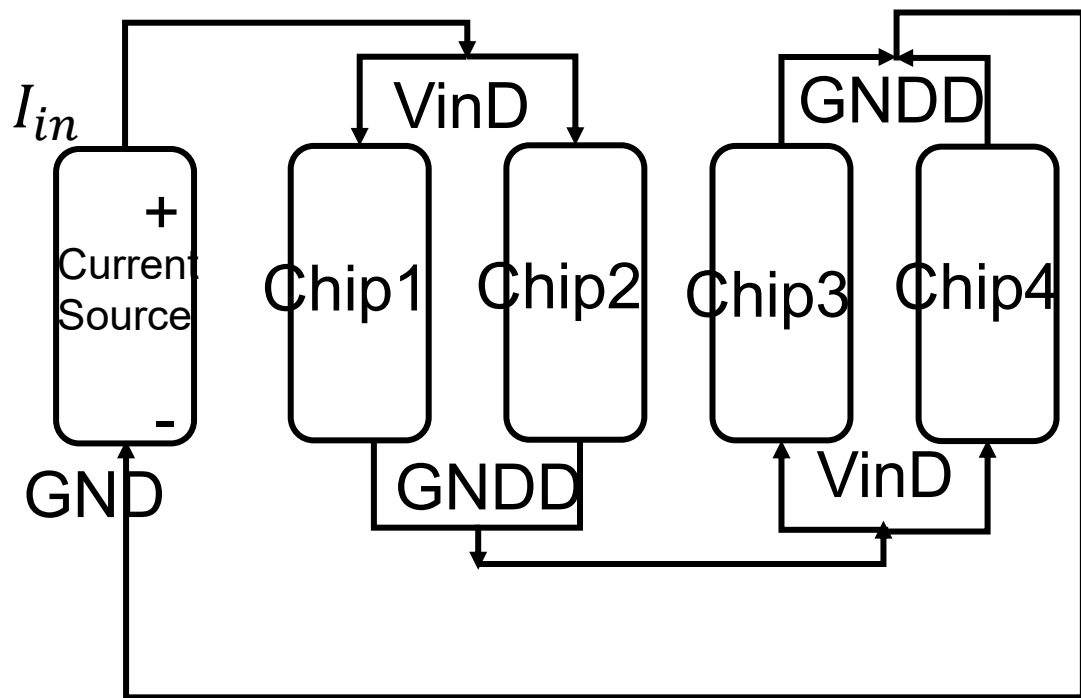 I_in
VinD
GNDD
+
Current
Source
Chip1
Chip2
Chip3
Chip4
-
GND
GNDD
VinD